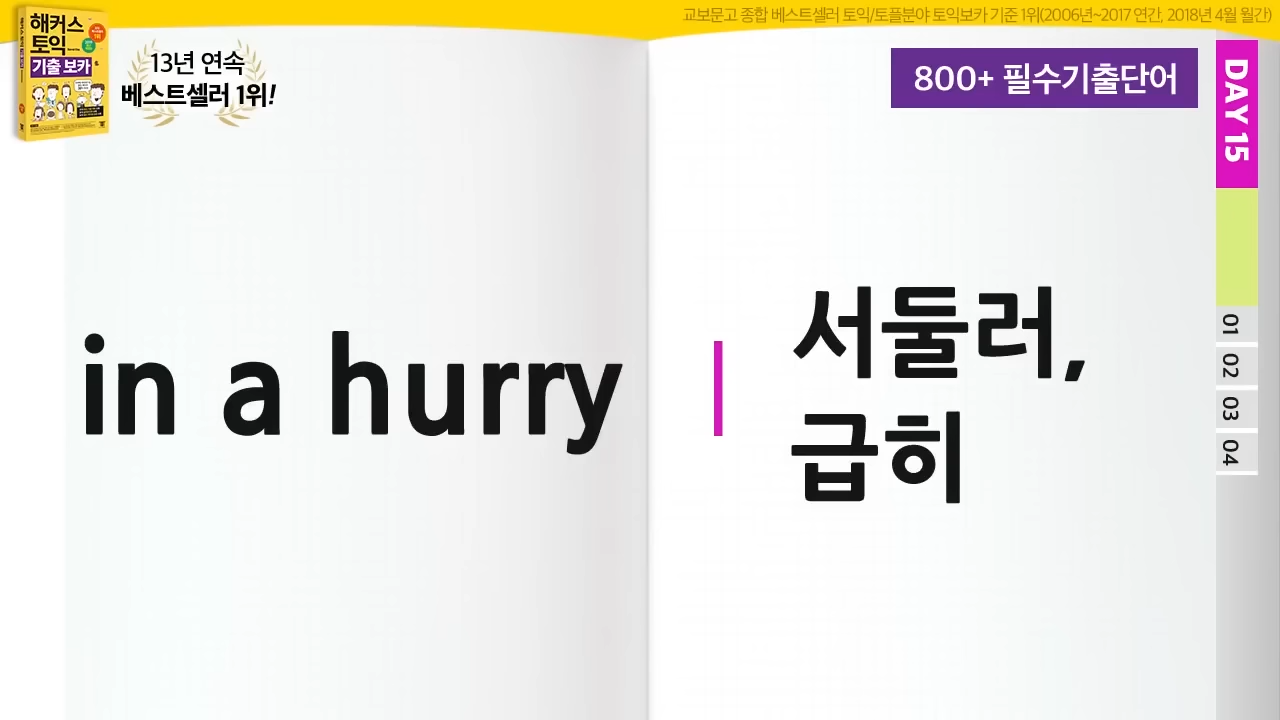 교보문고 종합 베스트셀러 토익/토플분야 토익보카 기준 1위(2006년~2017 연간, 2018년 4월 월간)
해커스
토익
기출 보카
13년 연속
베스트셀러 1위!
800+ 필수기출단어
DAY 15
in a hurry
서둘러,
급히
01
02
03
04